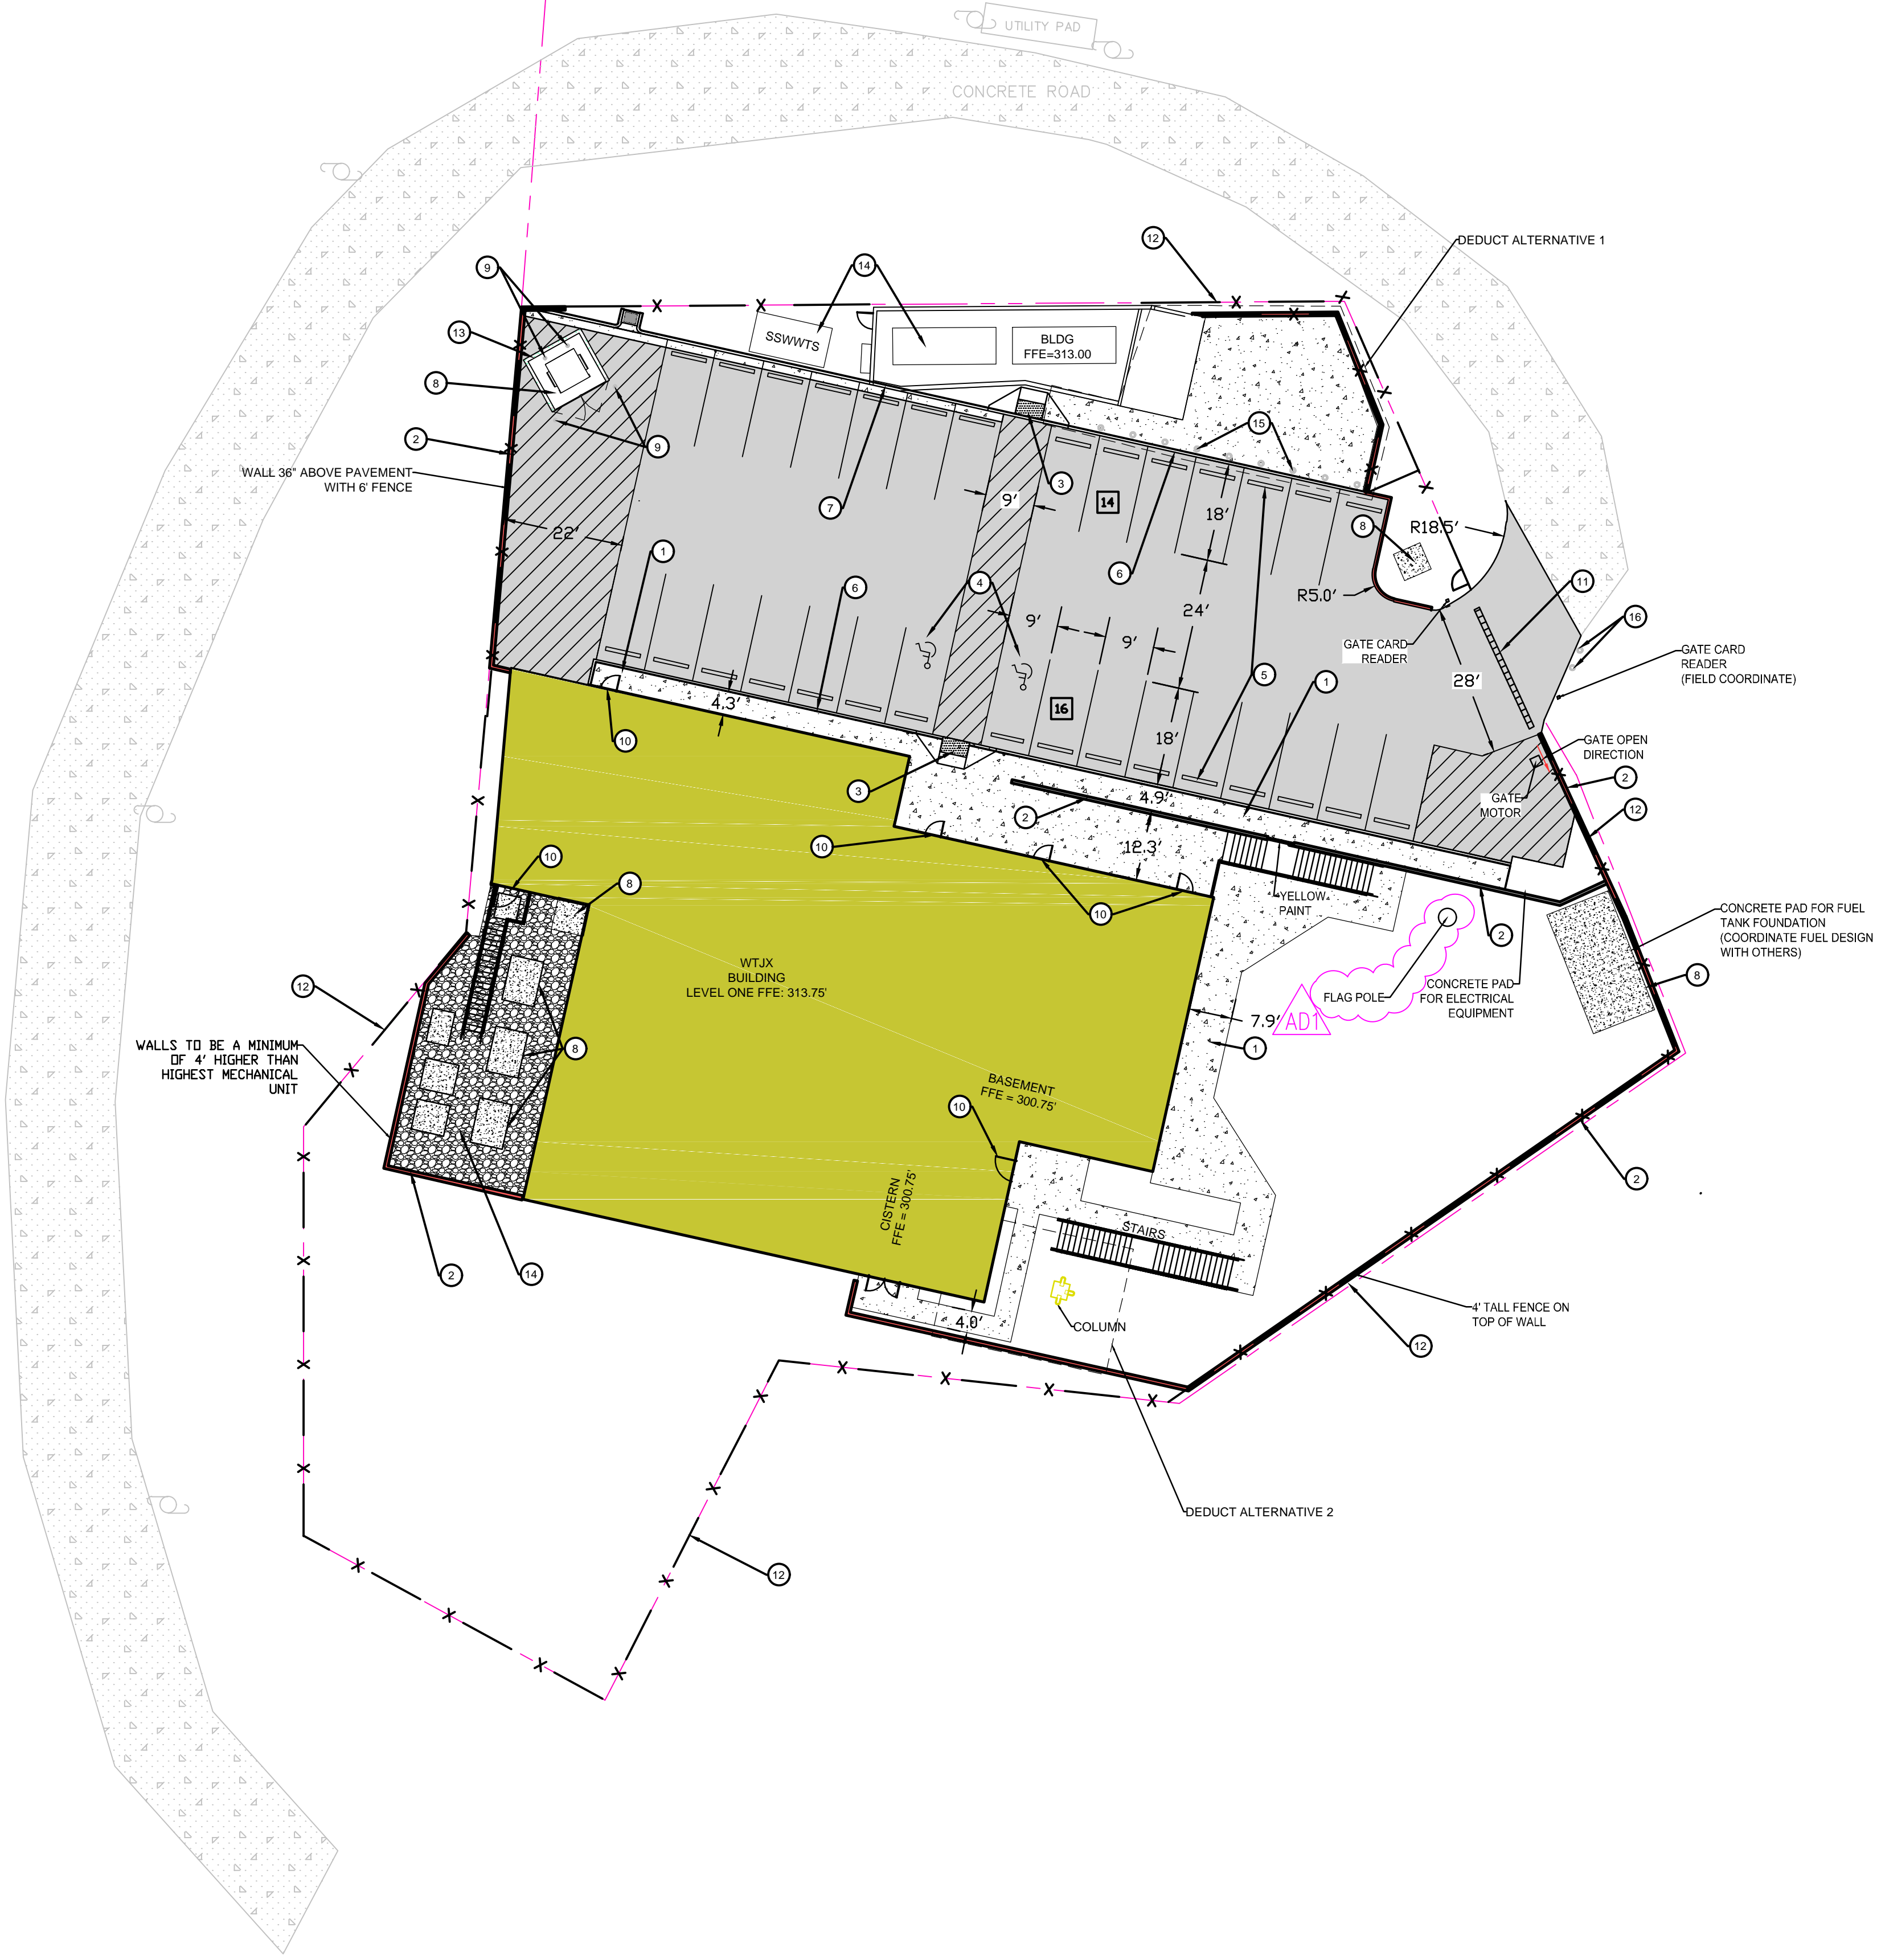 UTILITY PAD
CONCRETE ROAD
12
DEDUCT ALTERNATIVE 1
9
14
13
SSWWTS
BLDG
FFE=313.00
8
2
15
9
WALL 36" ABOVE PAVEMENT
WITH 6' FENCE
3
9'
14
7
18'
8
R18.5'
22'
1
6
6
4
11
R5.0'
24'
9'
9'
16
GATE CARD
READER
GATE CARD
READER
(FIELD COORDINATE)
28'
5
1
4.3'
16
10
18'
GATE OPEN
DIRECTION
2
3
4.9'
2
GATE
MOTOR
12
10
12.3'
10
8
YELLOW
PAINT
10
2
CONCRETE PAD FOR FUEL
TANK FOUNDATION
(COORDINATE FUEL DESIGN
WITH OTHERS)
WTJX
BUILDING
LEVEL ONE FFE: 313.75'
8
12
FLAG POLE
CONCRETE PAD
FOR ELECTRICAL
EQUIPMENT
7.9'
AD1
1
8
WALLS TO BE A MINIMUM
OF 4' HIGHER THAN
HIGHEST MECHANICAL
UNIT
BASEMENT
FFE = 300.75'
10
2
CISTERN
FFE = 300.75'
STAIRS
2
14
4.0'
COLUMN
4' TALL FENCE ON
TOP OF WALL
12
DEDUCT ALTERNATIVE 2
12